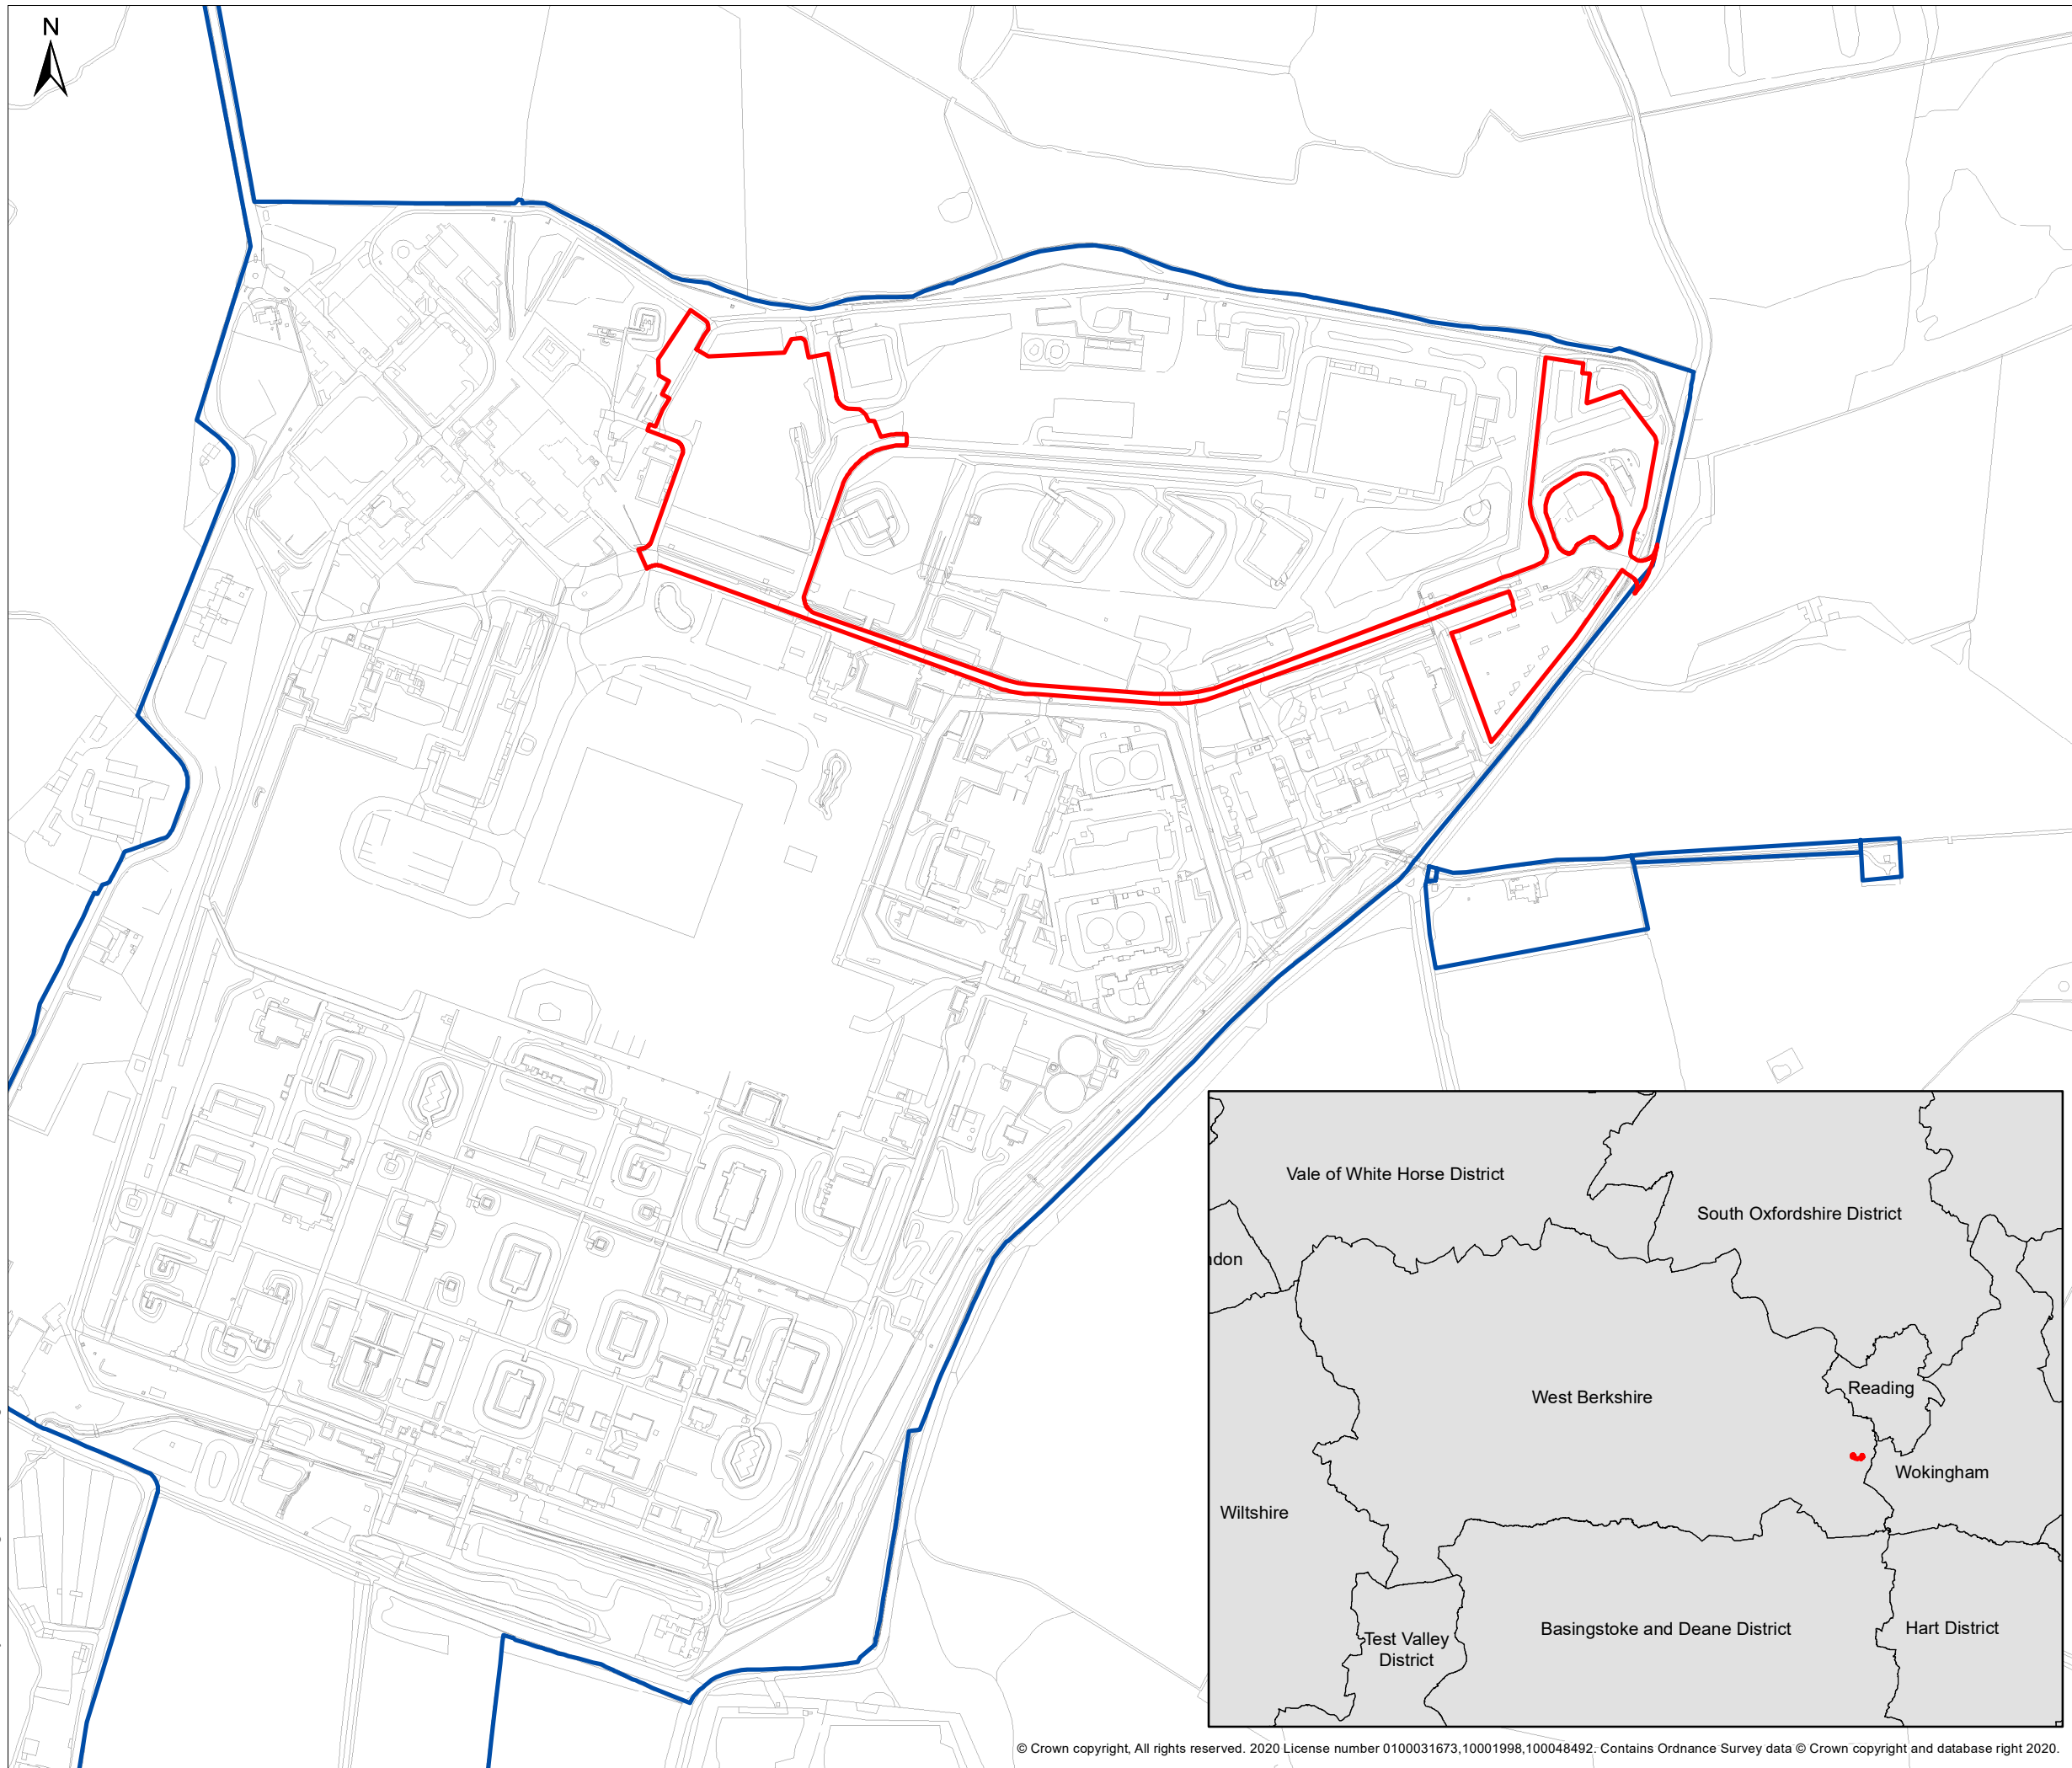 N
Vale of White Horse District
South Oxfordshire District
ndon
West Berkshire
Reading
Wokingham
Wiltshire
Basingstoke and Deane District
Hart District
Test Valley
District
© Crown copyright, All rights reserved. 2020 License number 0100031673,10001998,100048492. Contains Ordnance Survey data © Crown copyright and database right 2020.